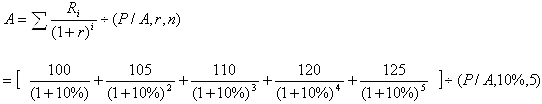 A = ∑ R_i / (1 + r)^i ÷ (P / A, r, n)
= [ 100 / (1 + 10%) + 105 / (1 + 10%)^2 + 110 / (1 + 10%)^3 + 120 / (1 + 10%)^4 + 125 / (1 + 10%)^5 ] ÷ (P / A,10%,5)